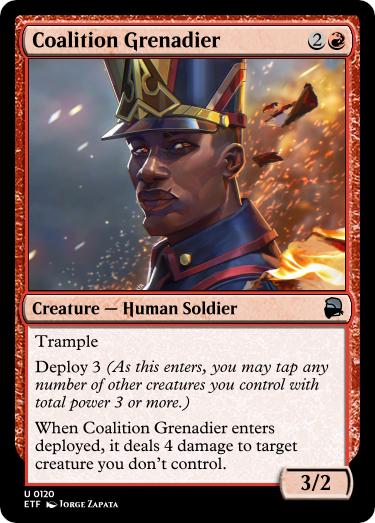 Coalition Grenadier 2
Creature — Human Soldier
Trample
Deploy 3 (As this enters, you may tap any
number of other creatures you control with
total power 3 or more.)
When Coalition Grenadier enters
deployed, it deals 4 damage to target
creature you don't control.
3/2
U 0120
ETF Jorge Zapata